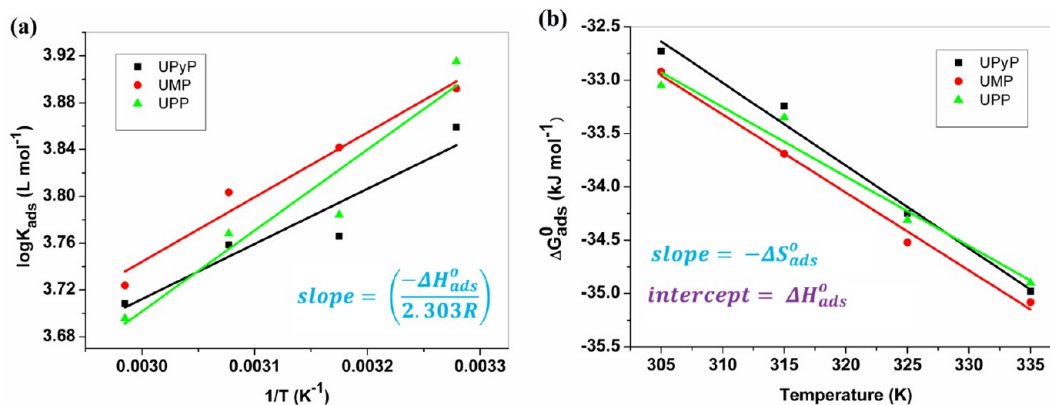 (a)
UPyP
UMP
UPP
3.92
3.88
3.84
3.80
3.76
3.72
3.68
logK_ads (L mol⁻¹)
slope = (-ΔH°_ads / 2.303R)
0.0030
0.0031
0.0032
0.0033
1/T (K⁻¹)
(b)
UPyP
UMP
UPP
-32.5
-33.0
-33.5
-34.0
-34.5
-35.0
-35.5
ΔG⁰_ads (kJ mol⁻¹)
slope = -ΔS°_ads
intercept = ΔH°_ads
305 310 315 320 325 330 335
Temperature (K)